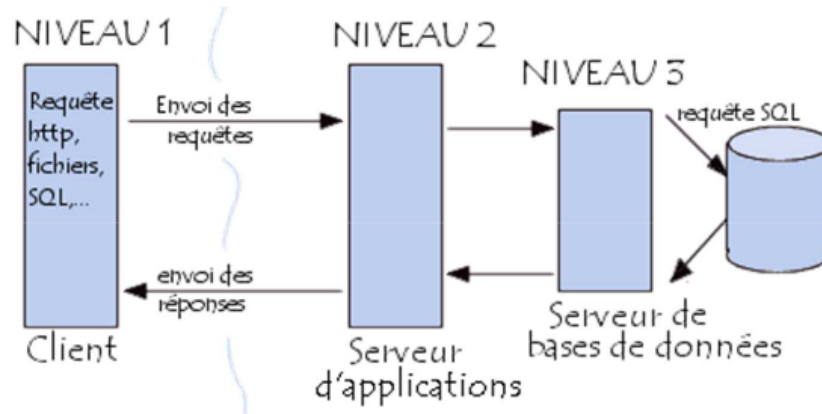 NIVEAU 1
Requête
http,
fichiers,
SQL,...
Client
Envoi des
requêtes
envoi des
réponses
NIVEAU 2
Serveur
d'applications
NIVEAU 3
Serveur de
bases de données
requête SQL